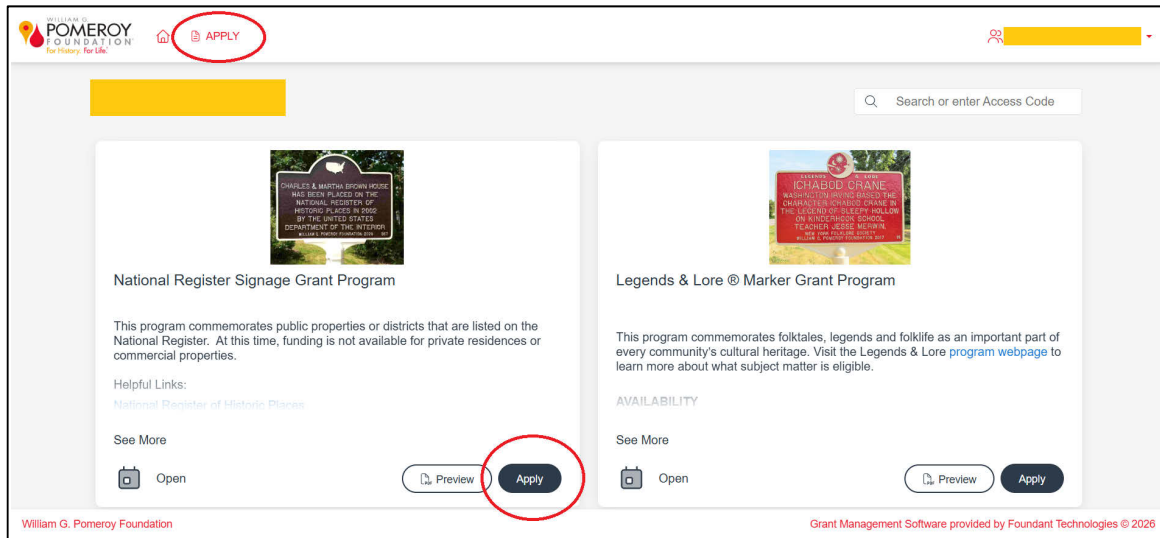 WILLIAM G.
POMEROY
FOUNDATION
For History. For Life.
APPLY
Search or enter Access Code
CHARLES & MARTHA BROWN HOUSE
HAS BEEN PLACED ON THE
NATIONAL REGISTER OF
HISTORIC PLACES IN 2002
BY THE UNITED STATES
DEPARTMENT OF THE INTERIOR
National Register Signage Grant Program
This program commemorates public properties or districts that are listed on the
National Register.  At this time, funding is not available for private residences or
commercial properties.
Helpful Links:
National Register of Historic Places
See More
Open
Preview
Apply
LEGENDS & LORE
ICHABOD CRANE
WASHINGTON IRVING BASED THE
CHARACTER ICHABOD CRANE IN
THE LEGEND OF SLEEPY HOLLOW
ON KINDERHOOK SCHOOL
TEACHER JESSE MERWIN.
NEW YORK FOLKLORE SOCIETY
WILLIAM G. POMEROY FOUNDATION 2017
Legends & Lore ® Marker Grant Program
This program commemorates folktales, legends and folklife as an important part of
every community's cultural heritage. Visit the Legends & Lore program webpage to
learn more about what subject matter is eligible.
AVAILABILITY
See More
Open
Preview
Apply
William G. Pomeroy Foundation
Grant Management Software provided by Foundant Technologies © 2026